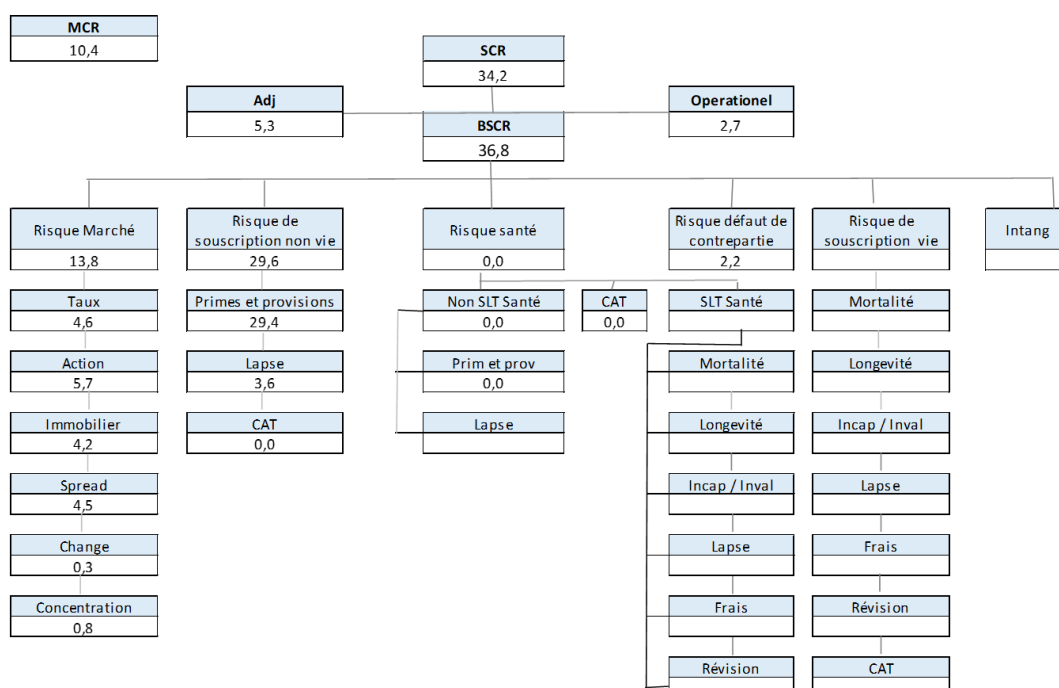 MCR
10,4
SCR
34,2
Adj
5,3
Operationel
2,7
BSCR
36,8
Risque Marché
13,8
Risque de
souscription non vie
29,6
Risque santé
0,0
Risque défaut de
contrepartie
2,2
Risque de
souscription vie
Intang
Taux
4,6
Primes et provisions
29,4
Non SLT Santé
0,0
CAT
0,0
SLT Santé
Mortalité
Action
5,7
Lapse
3,6
Prim et prov
0,0
Mortalité
Longevité
Immobilier
4,2
CAT
0,0
Lapse
Longevité
Incap / Inval
Spread
4,5
Incap / Inval
Lapse
Change
0,3
Lapse
Frais
Concentration
0,8
Frais
Révision
Révision
CAT